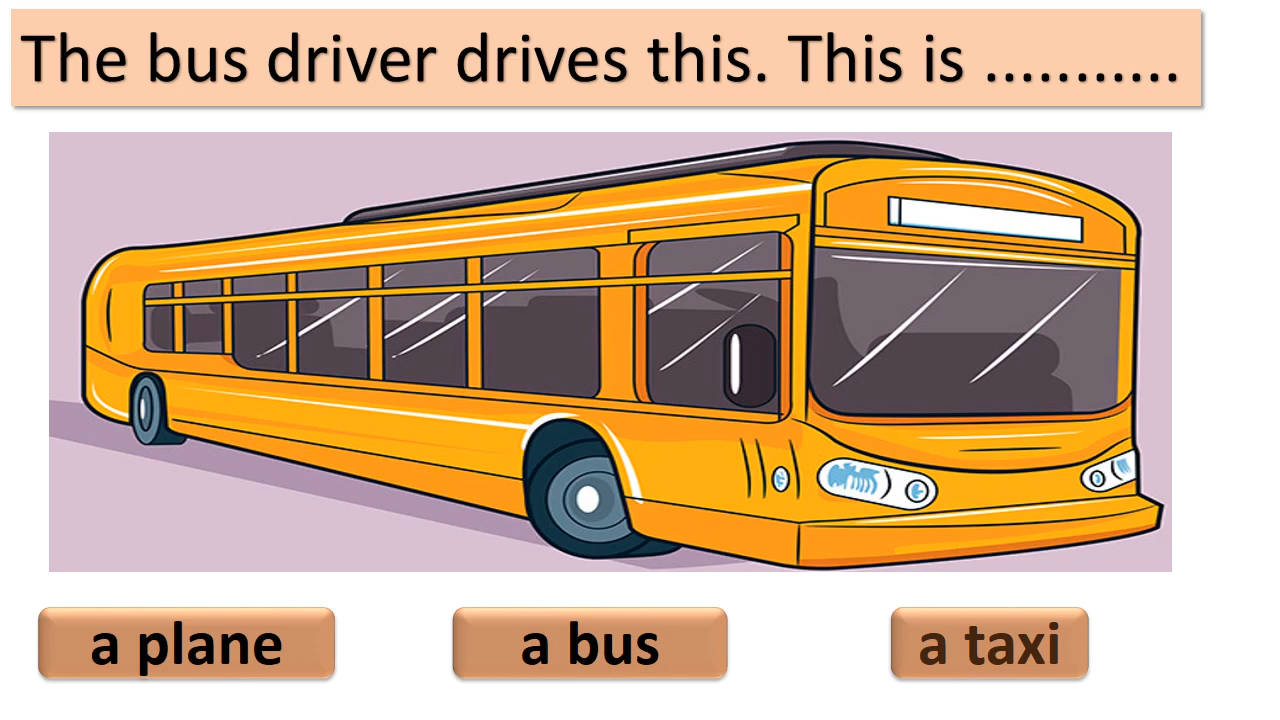 The bus driver drives this. This is ...........
a plane
a bus
a taxi